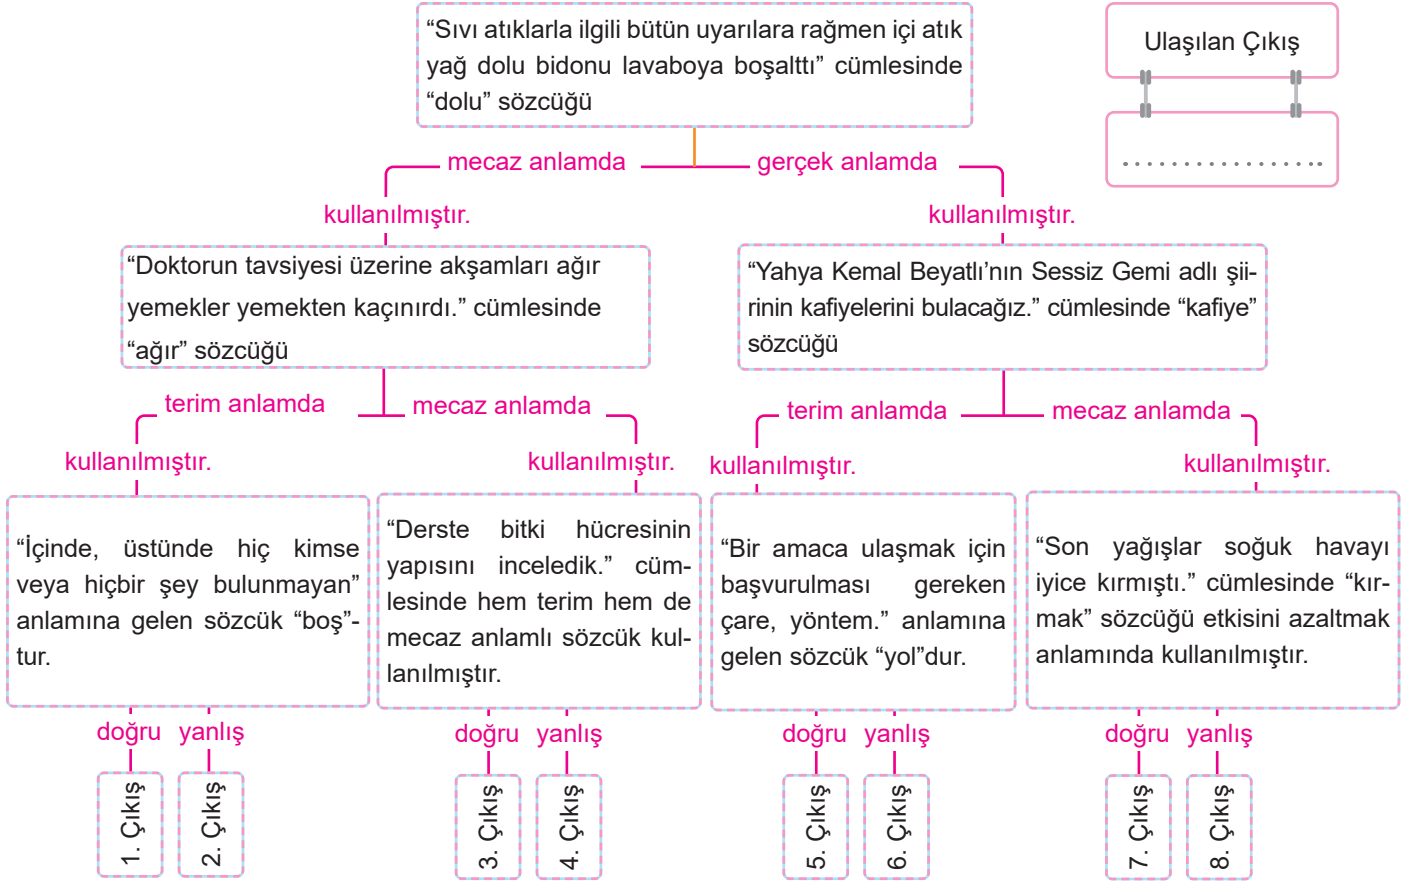 “Sıvı atıklarla ilgili bütün uyarılara rağmen içi atık
yağ dolu bidonu lavaboya boşalttı” cümlesinde
“dolu” sözcüğü
Ulaşılan Çıkış
....................
mecaz anlamda
gerçek anlamda
kullanılmıştır.
kullanılmıştır.
“Doktorun tavsiyesi üzerine akşamları ağır
yemekler yemekten kaçınırdı.” cümlesinde
“ağır” sözcüğü
“Yahya Kemal Beyatlı’nın Sessiz Gemi adlı şii-
rinin kafiyelerini bulacağız.” cümlesinde “kafiye”
sözcüğü
terim anlamda
mecaz anlamda
terim anlamda
mecaz anlamda
kullanılmıştır.
kullanılmıştır.
kullanılmıştır.
kullanılmıştır.
“İçinde, üstünde hiç kimse
veya hiçbir şey bulunmayan”
anlamına gelen sözcük “boş”-
tur.
“Derste bitki hücresinin
yapısını inceledik.” cüm-
lesinde hem terim hem de
mecaz anlamlı sözcük kul-
lanılmıştır.
“Bir amaca ulaşmak için
başvurulması gereken
çare, yöntem.” anlamına
gelen sözcük “yol”dur.
“Son yağışlar soğuk havayı
iyice kırmıştı.” cümlesinde “kır-
mak” sözcüğü etkisini azaltmak
anlamında kullanılmıştır.
doğru
yanlış
doğru
yanlış
doğru
yanlış
doğru
yanlış
1. Çıkış
2. Çıkış
3. Çıkış
4. Çıkış
5. Çıkış
6. Çıkış
7. Çıkış
8. Çıkış